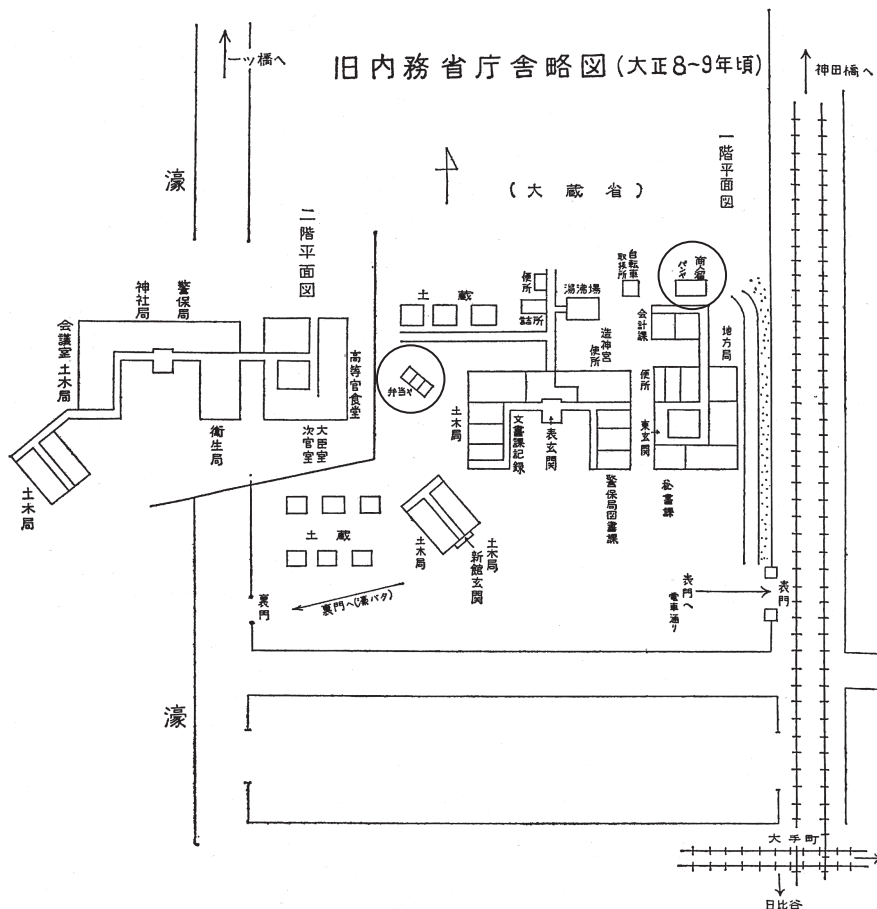 旧内務省庁舎略図(大正8~9年頃)
一ッ橋へ
神田橋へ
濠
(大蔵省)
一階平面図
二階平面図
警保局
神社局
会議室
土木局
土木局
衛生局
高等官食堂
大臣室
次官室
土蔵
便所
詰所
湯沸場
造神宮
便所
弁当ヤ
自転車
取扱所
パンヤ
会計課
地方局
便所
東玄関
秘書課
土木局
文書課記録
表玄関
警保局図書課
土蔵
土木局
土木局
新館玄関
裏門
裏門へ(濠バタ)
表門へ
電車通り
表門
濠
大手町
日比谷